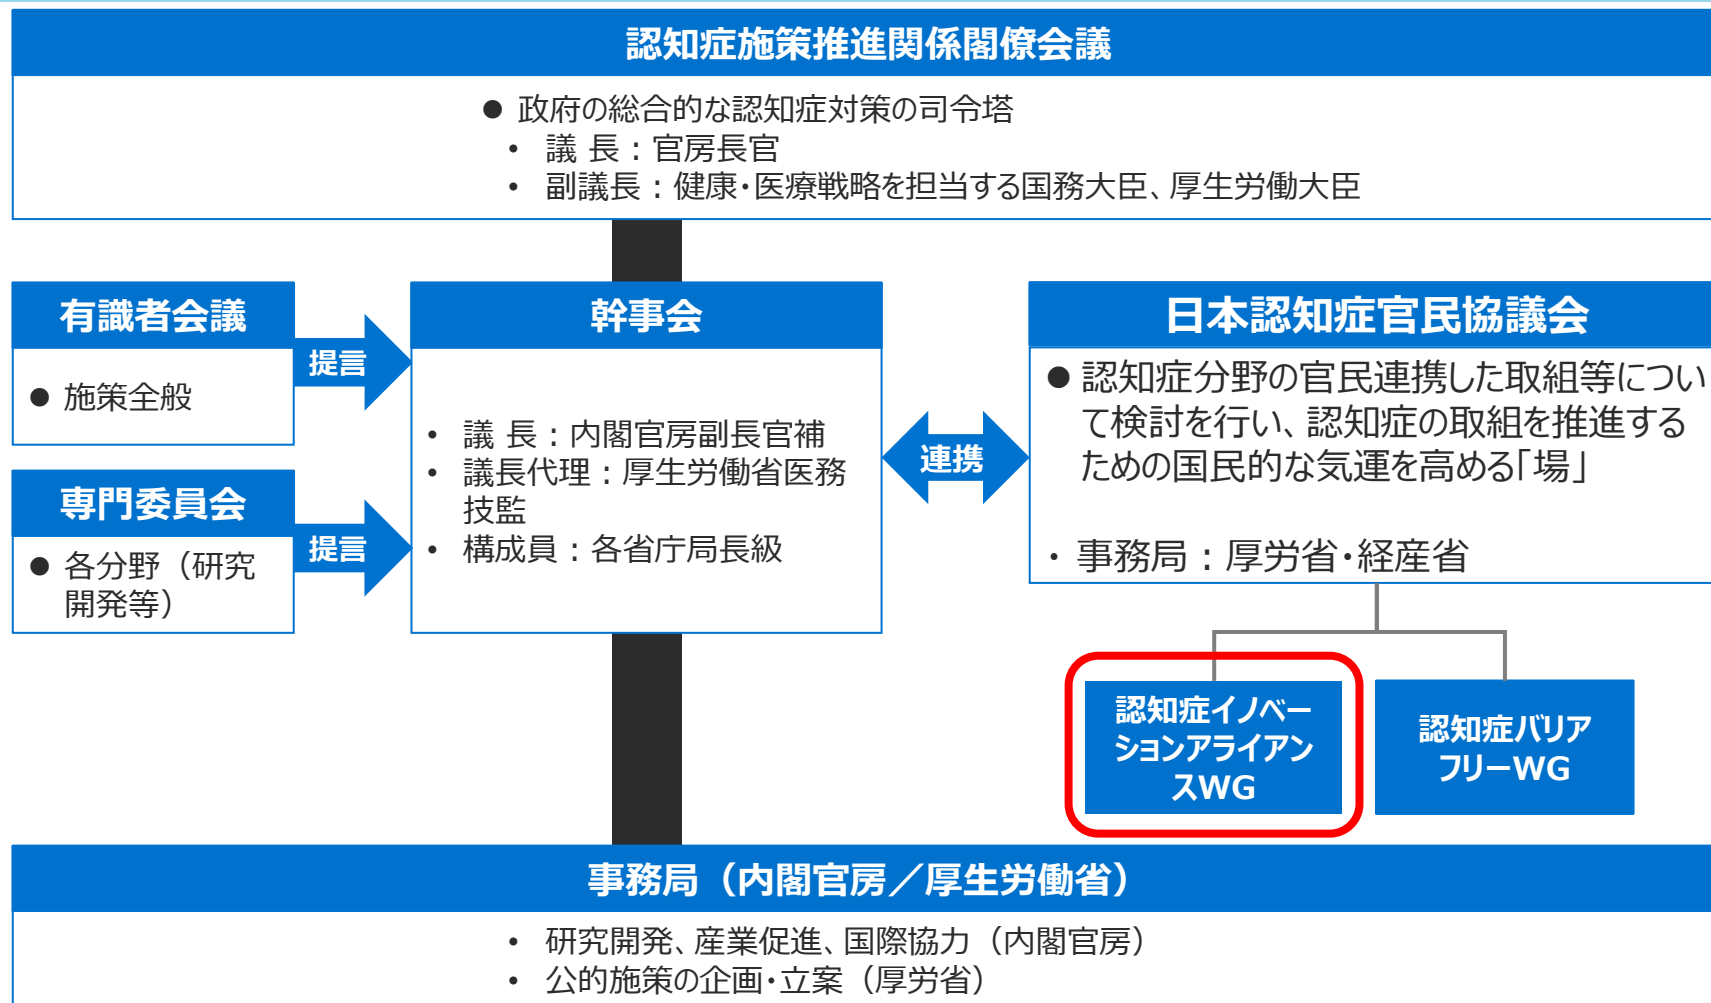 認知症施策推進関係閣僚会議
● 政府の総合的な認知症対策の司令塔
• 議 長：官房長官
• 副議長：健康・医療戦略を担当する国務大臣、厚生労働大臣
有識者会議
● 施策全般
提言
専門委員会
● 各分野（研究
開発等）
提言
幹事会
• 議 長：内閣官房副長官補
• 議長代理：厚生労働省医務
技監
• 構成員：各省庁局長級
連携
日本認知症官民協議会
● 認知症分野の官民連携した取組等につい
て検討を行い、認知症の取組を推進する
ための国民的な気運を高める「場」
・ 事務局：厚労省・経産省
認知症イノベー
ションアライアン
スWG
認知症バリア
フリーWG
事務局（内閣官房／厚生労働省）
• 研究開発、産業促進、国際協力（内閣官房）
• 公的施策の企画・立案（厚労省）